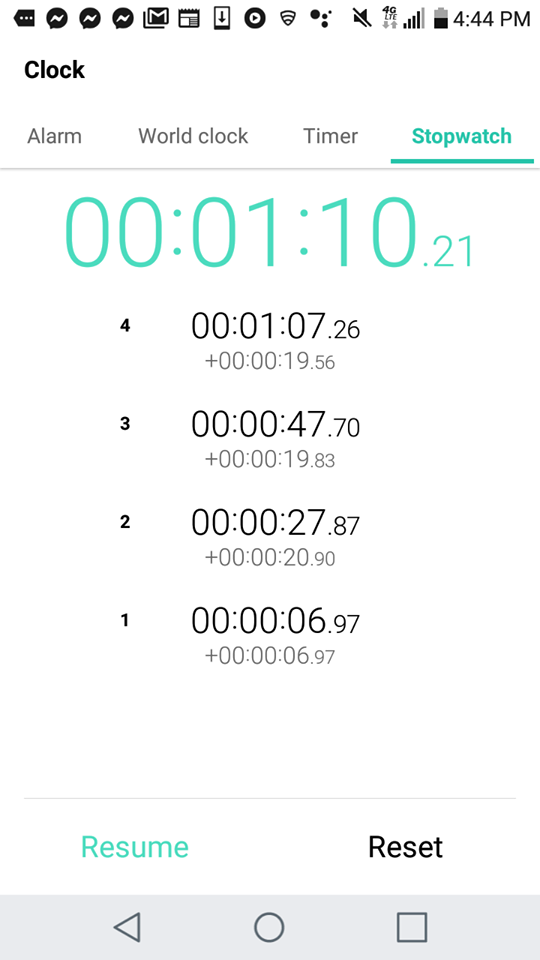 4G LTE 4:44 PM
Clock
Alarm World clock Timer Stopwatch
00:01:10.21
4 00:01:07.26
+00:00:19.56
3 00:00:47.70
+00:00:19.83
2 00:00:27.87
+00:00:20.90
1 00:00:06.97
+00:00:06.97
Resume Reset